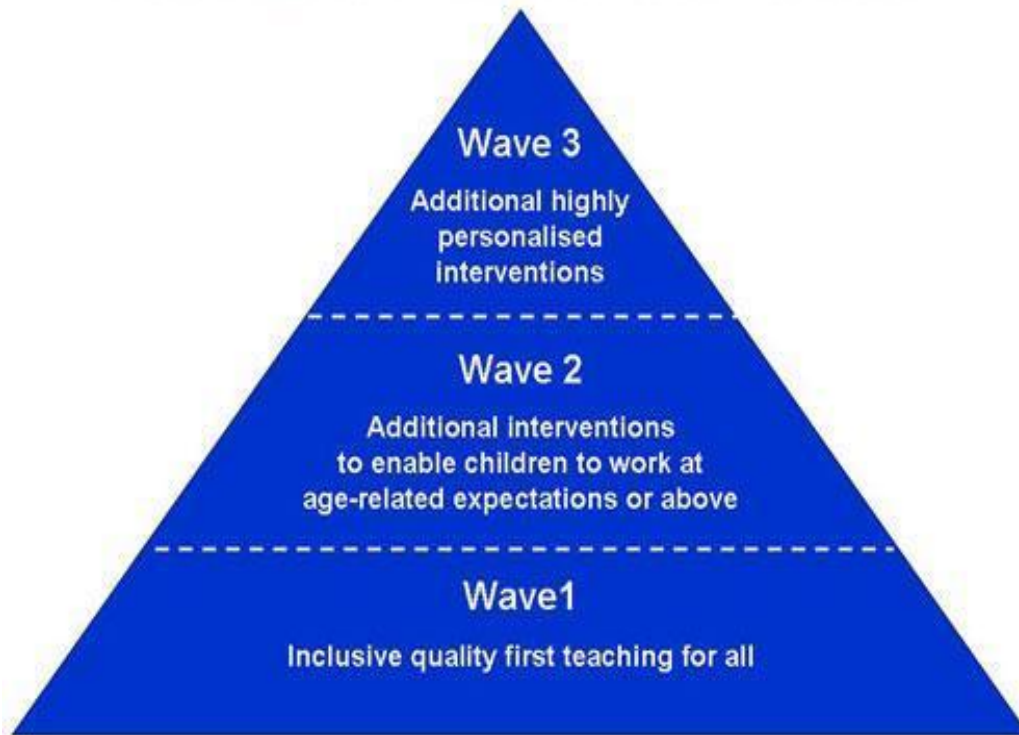 Wave 3
Additional highly
personalised
interventions
Wave 2
Additional interventions
to enable children to work at
age-related expectations or above
Wave1
Inclusive quality first teaching for all